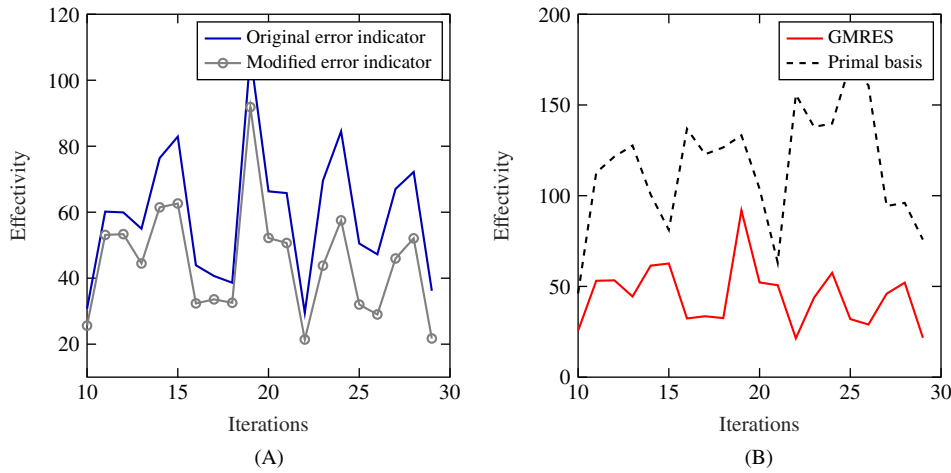 120
100
80
60
40
20
10
15
20
25
30
Effectivity
Iterations
Original error indicator
Modified error indicator
(A)
200
150
100
50
0
10
15
20
25
30
Effectivity
Iterations
GMRES
Primal basis
(B)